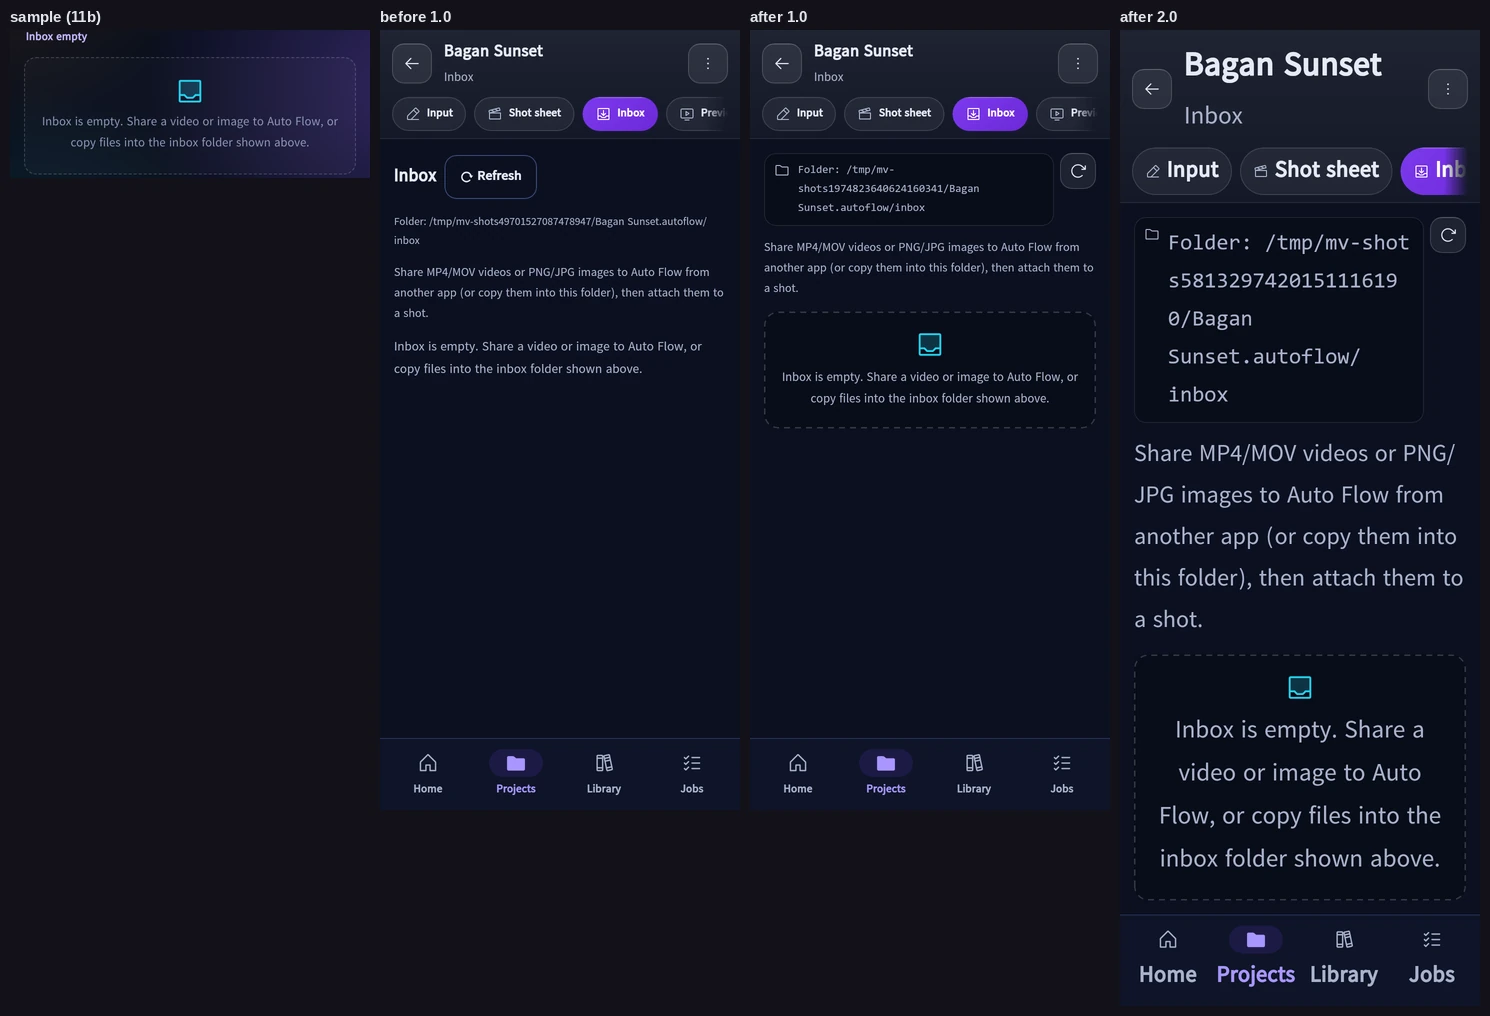 sample (11b)
Inbox empty
Inbox is empty. Share a video or image to Auto Flow, or
copy files into the inbox folder shown above.
before 1.0
Bagan Sunset
Inbox
Input
Shot sheet
Inbox
Previ
Inbox
Refresh
Folder: /tmp/mv-shots49701527087478947/Bagan Sunset.autoflow/
inbox
Share MP4/MOV videos or PNG/JPG images to Auto Flow from
another app (or copy them into this folder), then attach them to
a shot.
Inbox is empty. Share a video or image to Auto Flow, or
copy files into the inbox folder shown above.
Home
Projects
Library
Jobs
after 1.0
Bagan Sunset
Inbox
Input
Shot sheet
Inbox
Previ
Folder: /tmp/mv-
shots1974823640624160341/Bagan
Sunset.autoflow/inbox
Share MP4/MOV videos or PNG/JPG images to Auto Flow from
another app (or copy them into this folder), then attach them to
a shot.
Inbox is empty. Share a video or image to Auto Flow, or
copy files into the inbox folder shown above.
Home
Projects
Library
Jobs
after 2.0
Bagan Sunset
Inbox
Input
Shot sheet
Inb
Folder: /tmp/mv-shot
s581329742015111619
0/Bagan
Sunset.autoflow/
inbox
Share MP4/MOV videos or PNG/
JPG images to Auto Flow from
another app (or copy them into
this folder), then attach them to
a shot.
Inbox is empty. Share a
video or image to Auto
Flow, or copy files into the
inbox folder shown above.
Home
Projects
Library
Jobs